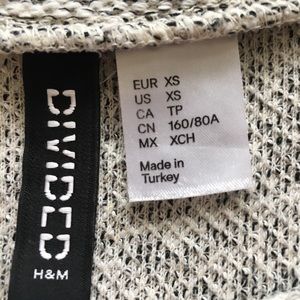 DIVIDED
H&M
EUR XS
US XS
CA TP
CN 160/80A
MX XCH
Made in
Turkey